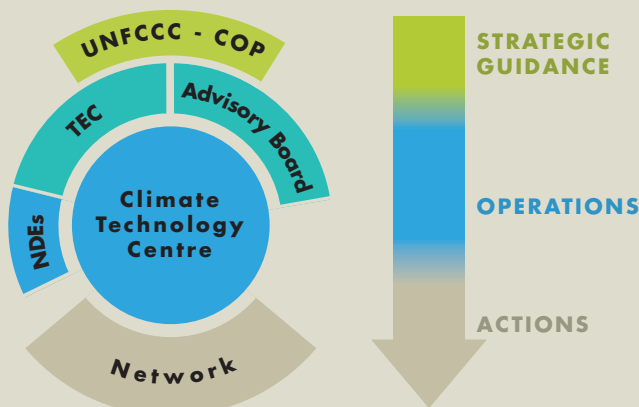 UNFCCC - COP
TEC
Advisory Board
NDEs
Climate
Technology
Centre
Network
STRATEGIC
GUIDANCE
OPERATIONS
ACTIONS